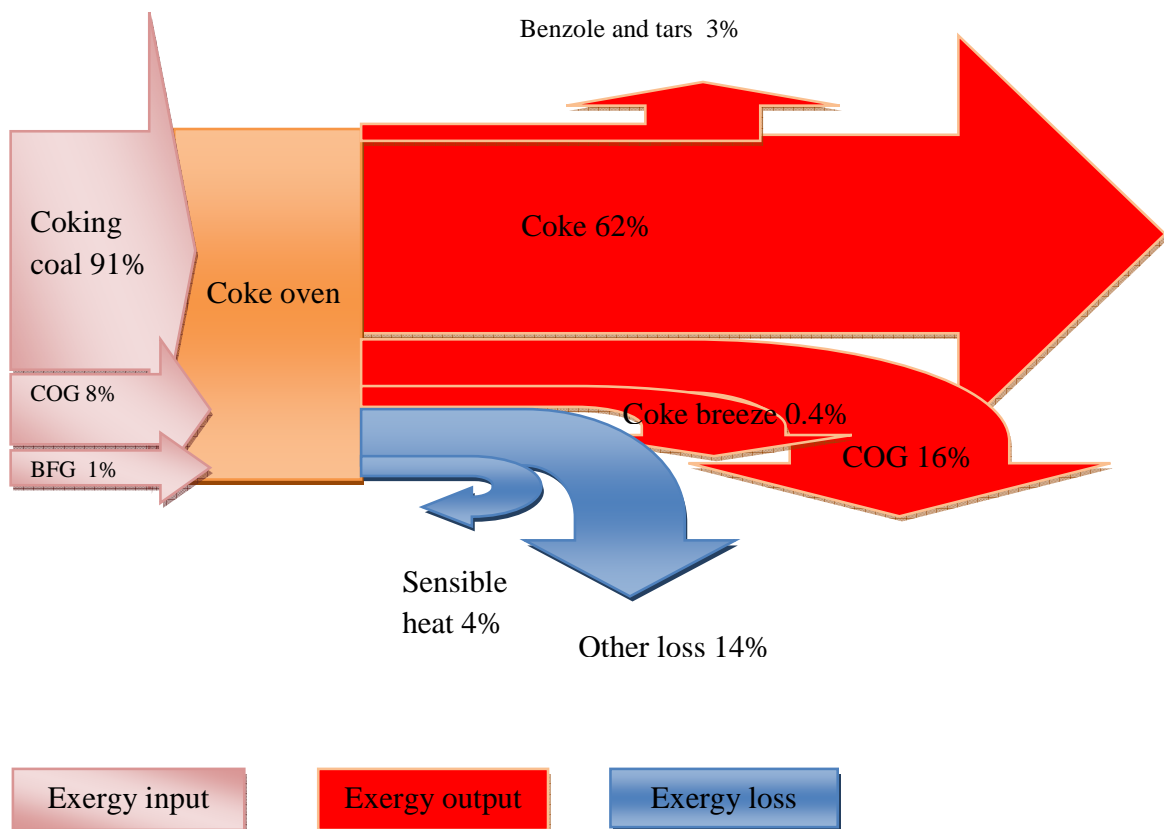 Benzole and tars 3%
Coking
coal 91%
Coke 62%
Coke oven
COG 8%
Coke breeze 0.4%
BFG 1%
COG 16%
Sensible
heat 4%
Other loss 14%
Exergy input
Exergy output
Exergy loss